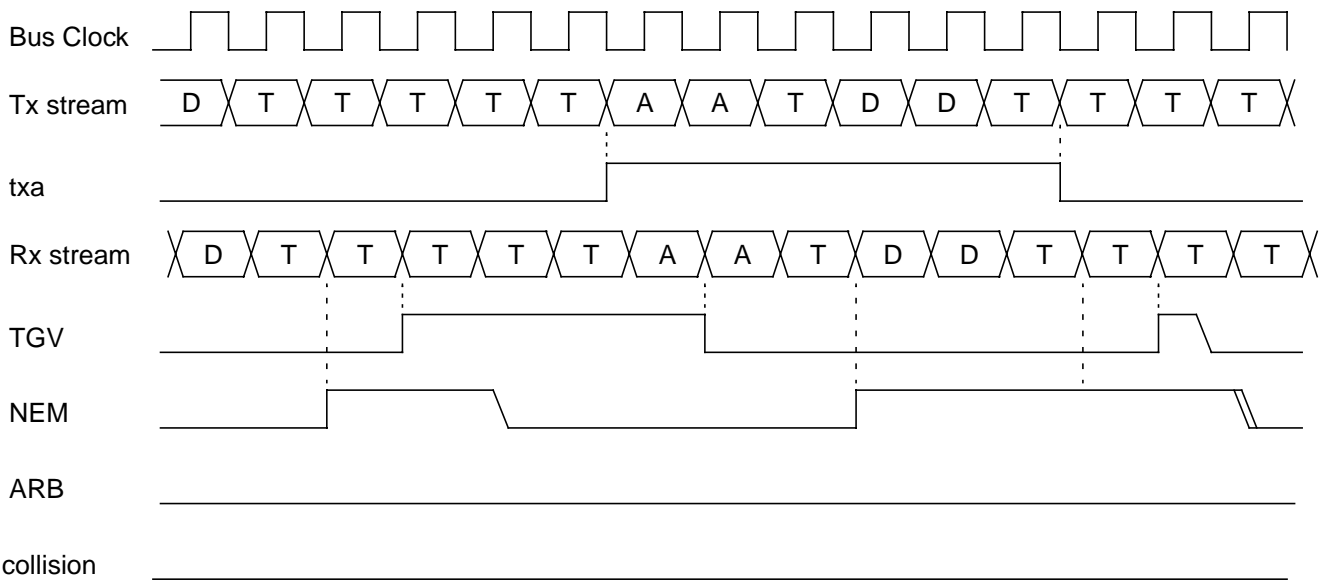 Bus Clock
Tx stream D T T T T T A A T D D T T T T
txa
Rx stream D T T T T T A A T D D T T T T
TGV
NEM
ARB
collision